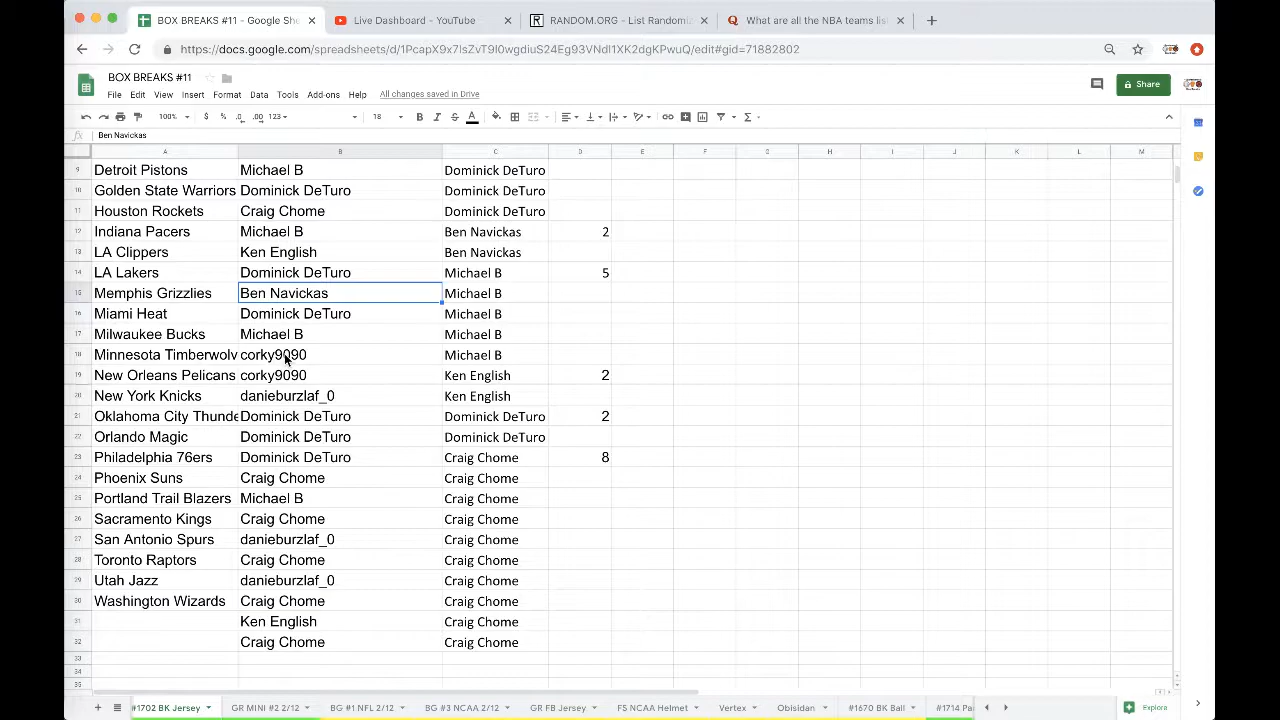 BOX BREAKS #11 - Google She
Live Dashboard - YouTube
OM.ORG - List Randomi
What are all the NBA teams list
https://docs.google.com/spreadsheets/d/
/edit#gid=71882802
BOX BREAKS #11
File Edit View Insert Format Data Tools Add-ons Help All changes saved in Drive
Share
100% $ % .0 .00 123 18 B I S A
fx Ben Navickas
A B C D E F G H I J K L M
9 Detroit Pistons Michael B Dominick DeTuro
10 Golden State Warriors Dominick DeTuro Dominick DeTuro
11 Houston Rockets Craig Chome Dominick DeTuro
12 Indiana Pacers Michael B Ben Navickas 2
13 LA Clippers Ken English Ben Navickas
14 LA Lakers Dominick DeTuro Michael B 5
15 Memphis Grizzlies Ben Navickas Michael B
16 Miami Heat Dominick DeTuro Michael B
17 Milwaukee Bucks Michael B Michael B
18 Minnesota Timberwolv corky9090 Michael B
19 New Orleans Pelicans corky9090 Ken English 2
20 New York Knicks danieburzlaf_0 Ken English
21 Oklahoma City Thunde Dominick DeTuro Dominick DeTuro 2
22 Orlando Magic Dominick DeTuro Dominick DeTuro
23 Philadelphia 76ers Dominick DeTuro Craig Chome 8
24 Phoenix Suns Craig Chome Craig Chome
25 Portland Trail Blazers Michael B Craig Chome
26 Sacramento Kings Craig Chome Craig Chome
27 San Antonio Spurs danieburzlaf_0 Craig Chome
28 Toronto Raptors Craig Chome Craig Chome
29 Utah Jazz danieburzlaf_0 Craig Chome
30 Washington Wizards Craig Chome Craig Chome
31 Ken English Craig Chome
32 Craig Chome Craig Chome
33
34
35
#1702 BK Jersey GR MINI #2 2/12 BG #1 NFL 2/12 BG #3 NCAA 2/12 GR FB Jersey FS NCAA Helmet Vertex Obisidan #1670 BK Ball #1714 Pa Explore